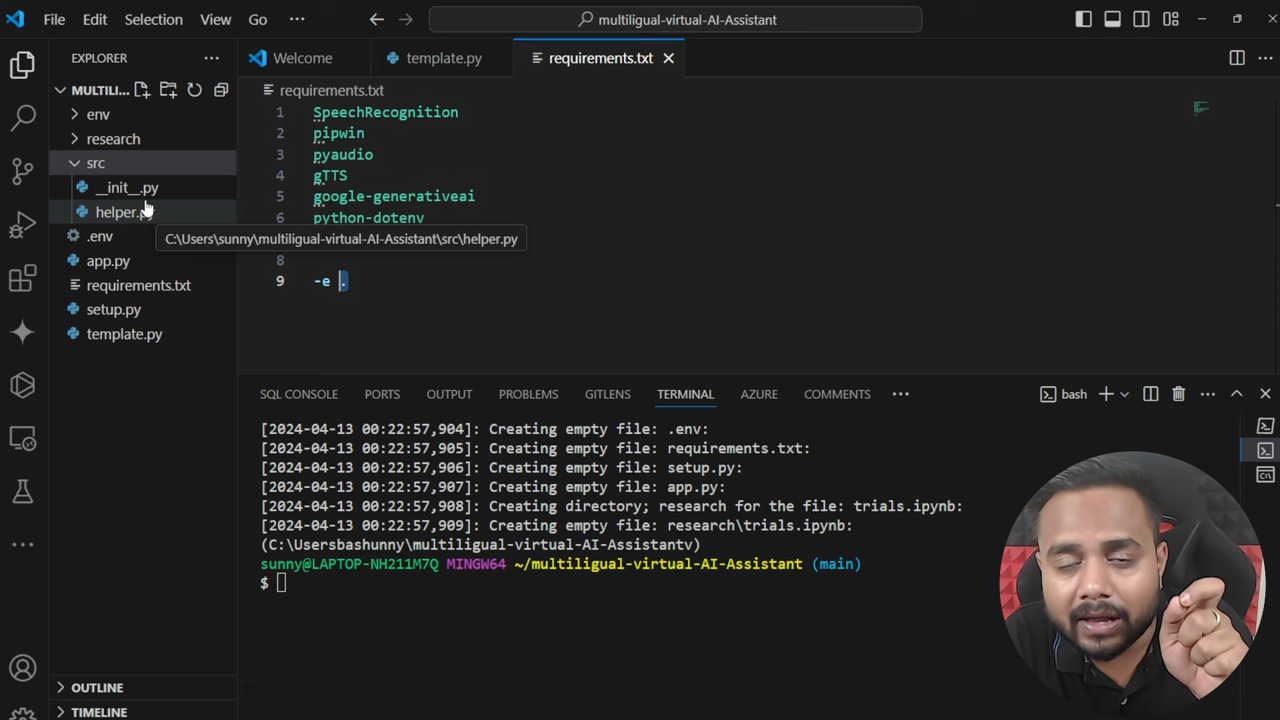 File Edit Selection View Go ··· multiligual-virtual-AI-Assistant
EXPLORER ···
Welcome template.py requirements.txt
MULTILI...
requirements.txt
env
research
src
__init__.py
helper.py
.env
app.py
requirements.txt
setup.py
template.py
1 SpeechRecognition
2 pipwin
3 pyaudio
4 gTTS
5 google-generativeai
6 python-dotenv
C:\Users\sunny\multiligual-virtual-AI-Assistant\src\helper.py
8
9 -e .
SQL CONSOLE PORTS OUTPUT PROBLEMS GITLENS TERMINAL AZURE COMMENTS ··· bash
[2024-04-13 00:22:57,904]: Creating empty file: .env:
[2024-04-13 00:22:57,905]: Creating empty file: requirements.txt:
[2024-04-13 00:22:57,906]: Creating empty file: setup.py:
[2024-04-13 00:22:57,907]: Creating empty file: app.py:
[2024-04-13 00:22:57,908]: Creating directory; research for the file: trials.ipynb:
[2024-04-13 00:22:57,909]: Creating empty file: research\trials.ipynb:
(C:\Usersbashunny\multiligual-virtual-AI-Assistantv)
sunny@LAPTOP-NH211M7Q MINGW64 ~/multiligual-virtual-AI-Assistant (main)
$
OUTLINE
TIMELINE